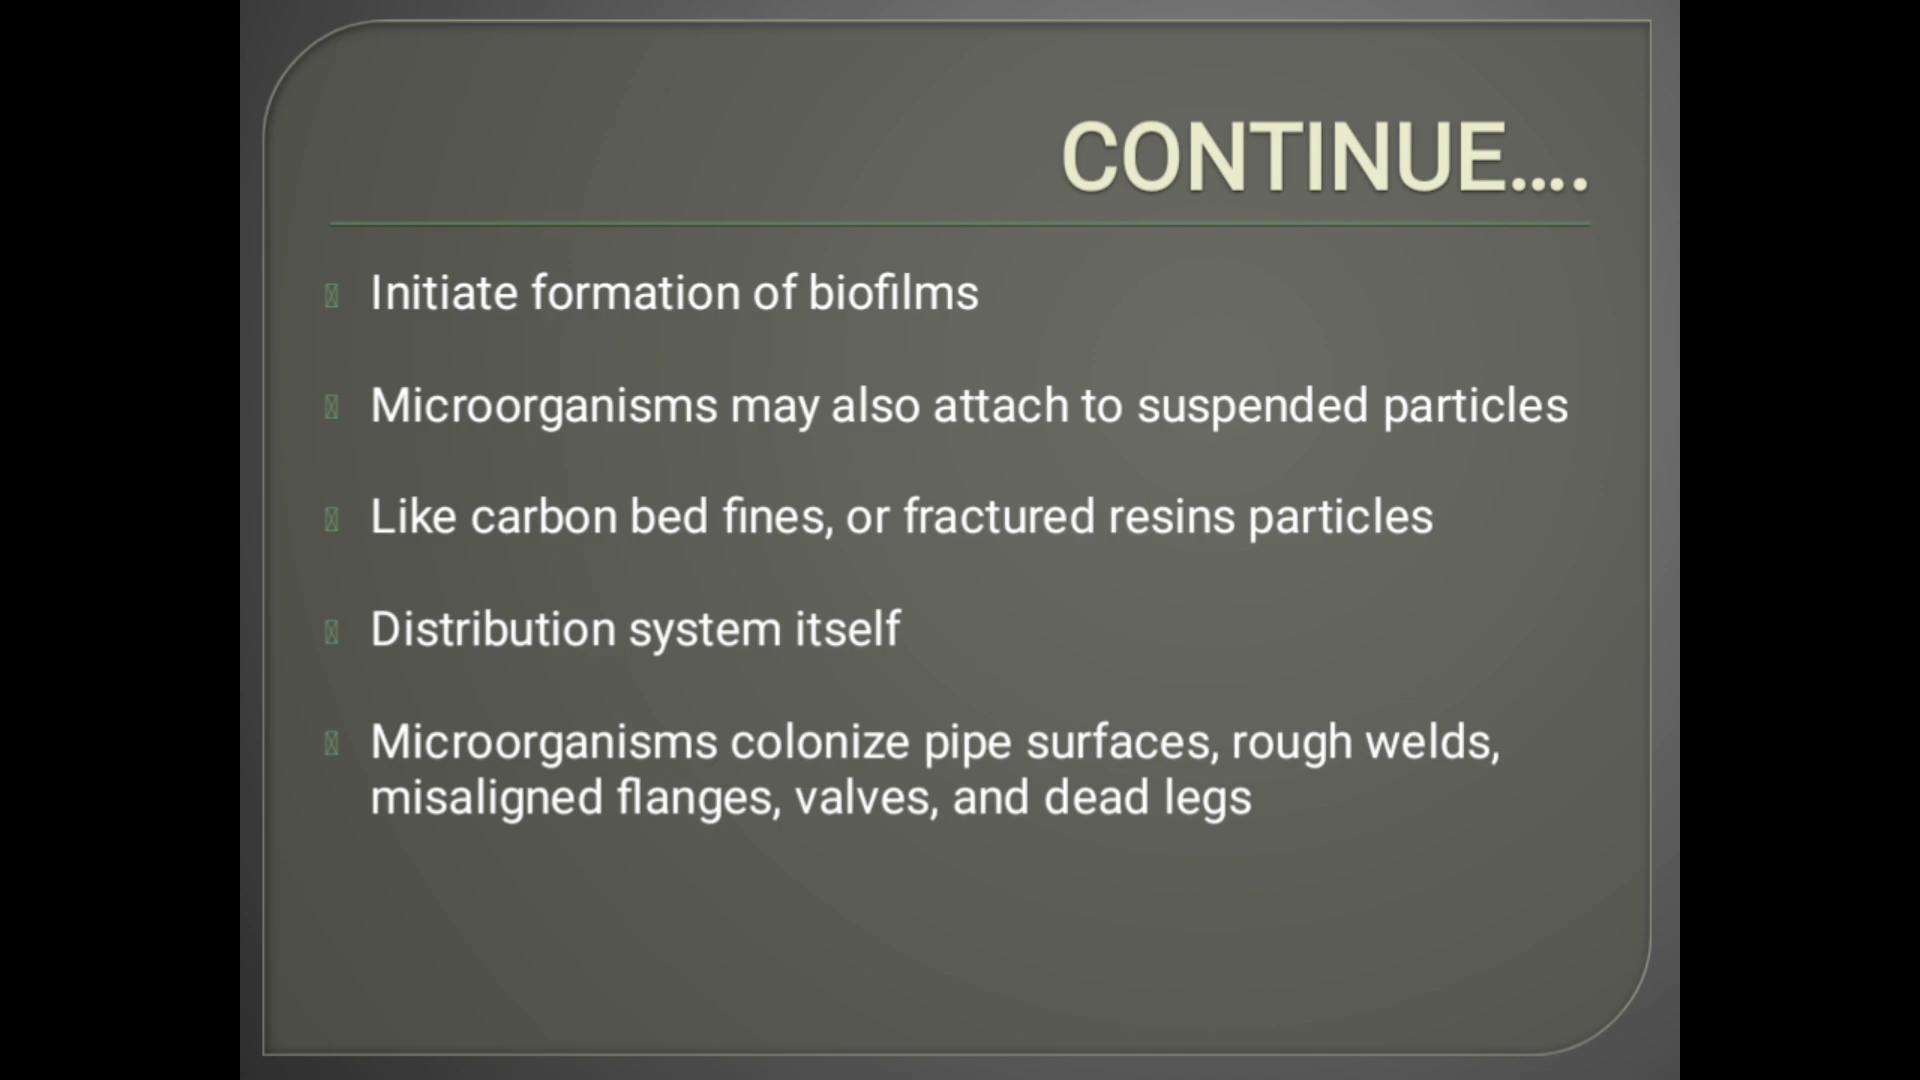 CONTINUE....
Initiate formation of biofilms
Microorganisms may also attach to suspended particles
Like carbon bed fines, or fractured resins particles
Distribution system itself
Microorganisms colonize pipe surfaces, rough welds,
misaligned flanges, valves, and dead legs